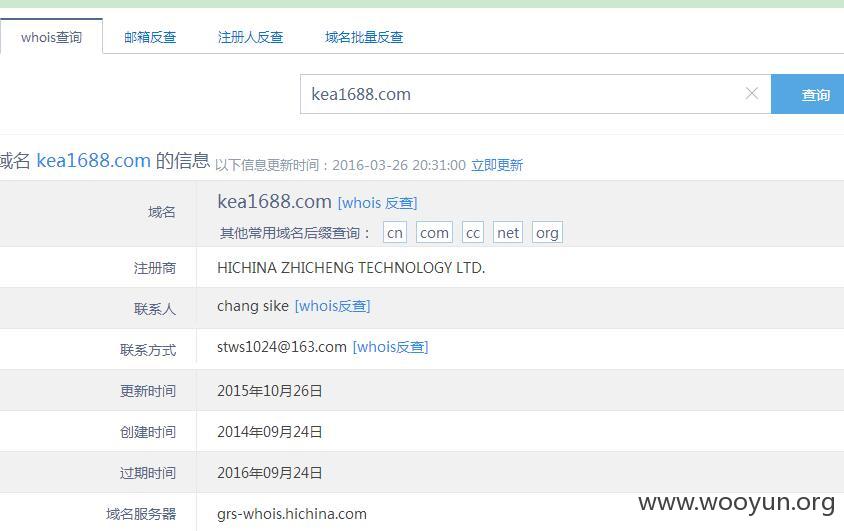 whois查询 邮箱反查 注册人反查 域名批量反查
kea1688.com 查询
域名 kea1688.com 的信息 以下信息更新时间：2016-03-26 20:31:00 立即更新
域名 kea1688.com [whois 反查]
其他常用域名后缀查询： cn com cc net org
注册商 HICHINA ZHICHENG TECHNOLOGY LTD.
联系人 chang sike [whois反查]
联系方式 stws1024@163.com [whois反查]
更新时间 2015年10月26日
创建时间 2014年09月24日
过期时间 2016年09月24日
域名服务器 grs-whois.hichina.com
www.wooyun.org